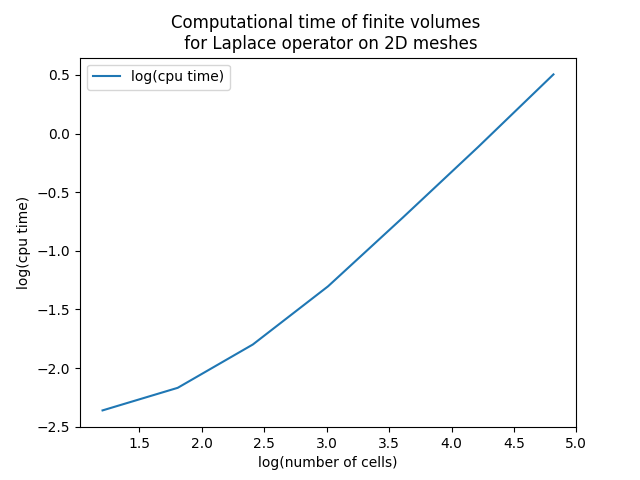 Computational time of finite volumes
for Laplace operator on 2D meshes
log(cpu time)
0.5
0.0
−0.5
−1.0
−1.5
−2.0
−2.5
log(cpu time)
1.5 2.0 2.5 3.0 3.5 4.0 4.5 5.0
log(number of cells)